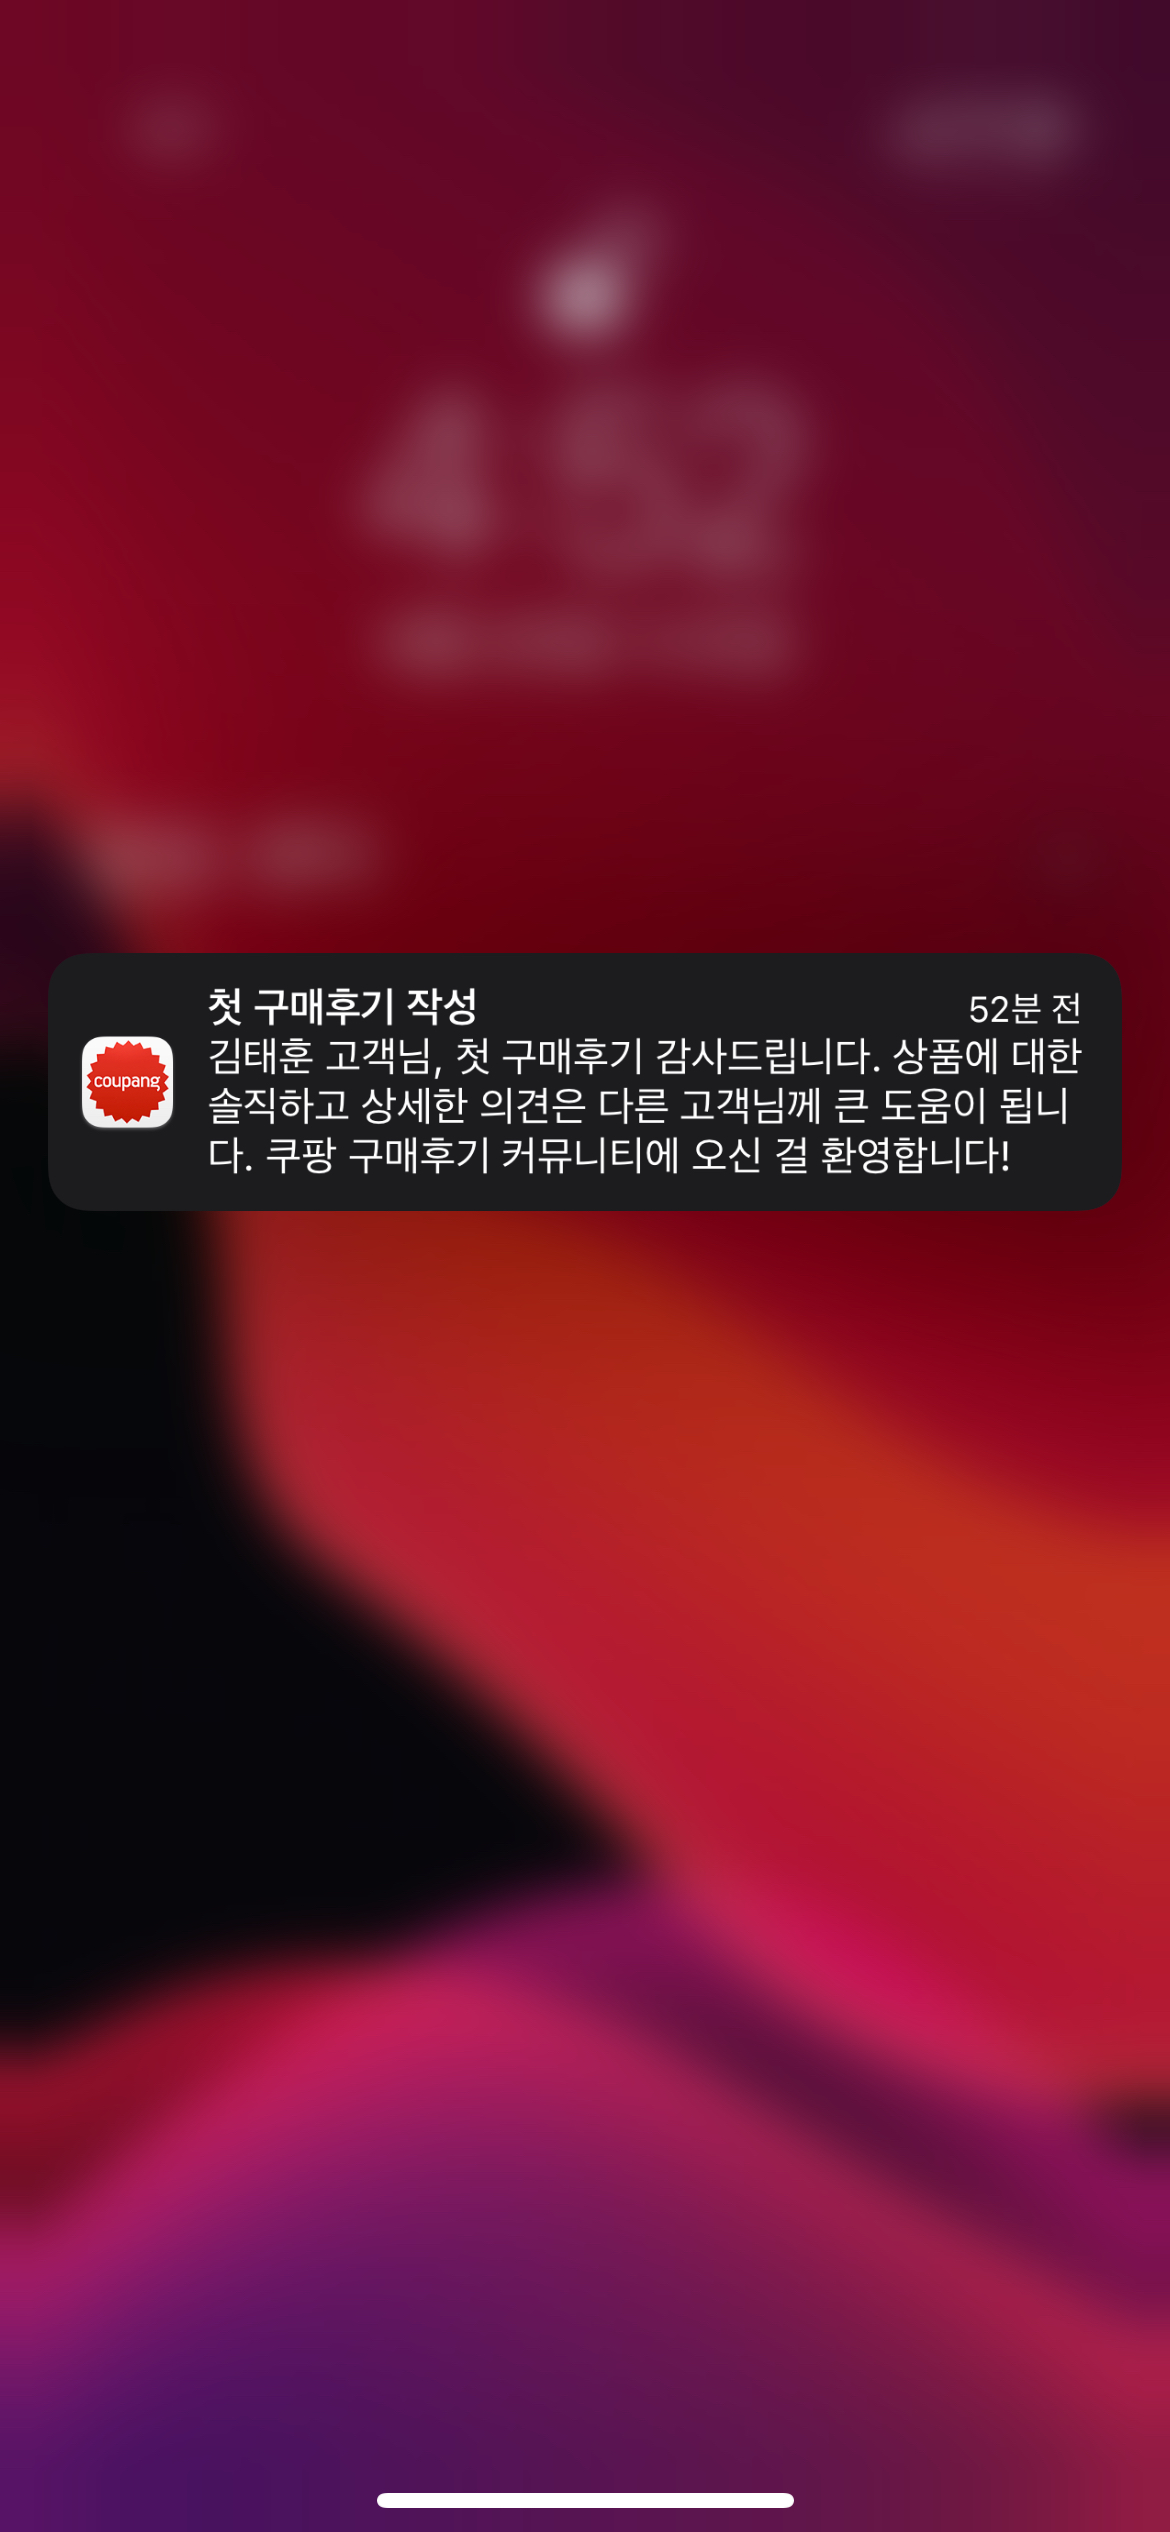 4 52
첫 구매후기 작성
52분 전
coupang
김태훈 고객님, 첫 구매후기 감사드립니다. 상품에 대한
솔직하고 상세한 의견은 다른 고객님께 큰 도움이 됩니
다. 쿠팡 구매후기 커뮤니티에 오신 걸 환영합니다!